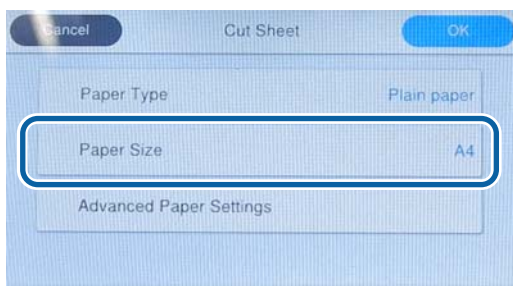 Cancel Cut Sheet OK
Paper Type Plain paper
Paper Size A4
Advanced Paper Settings